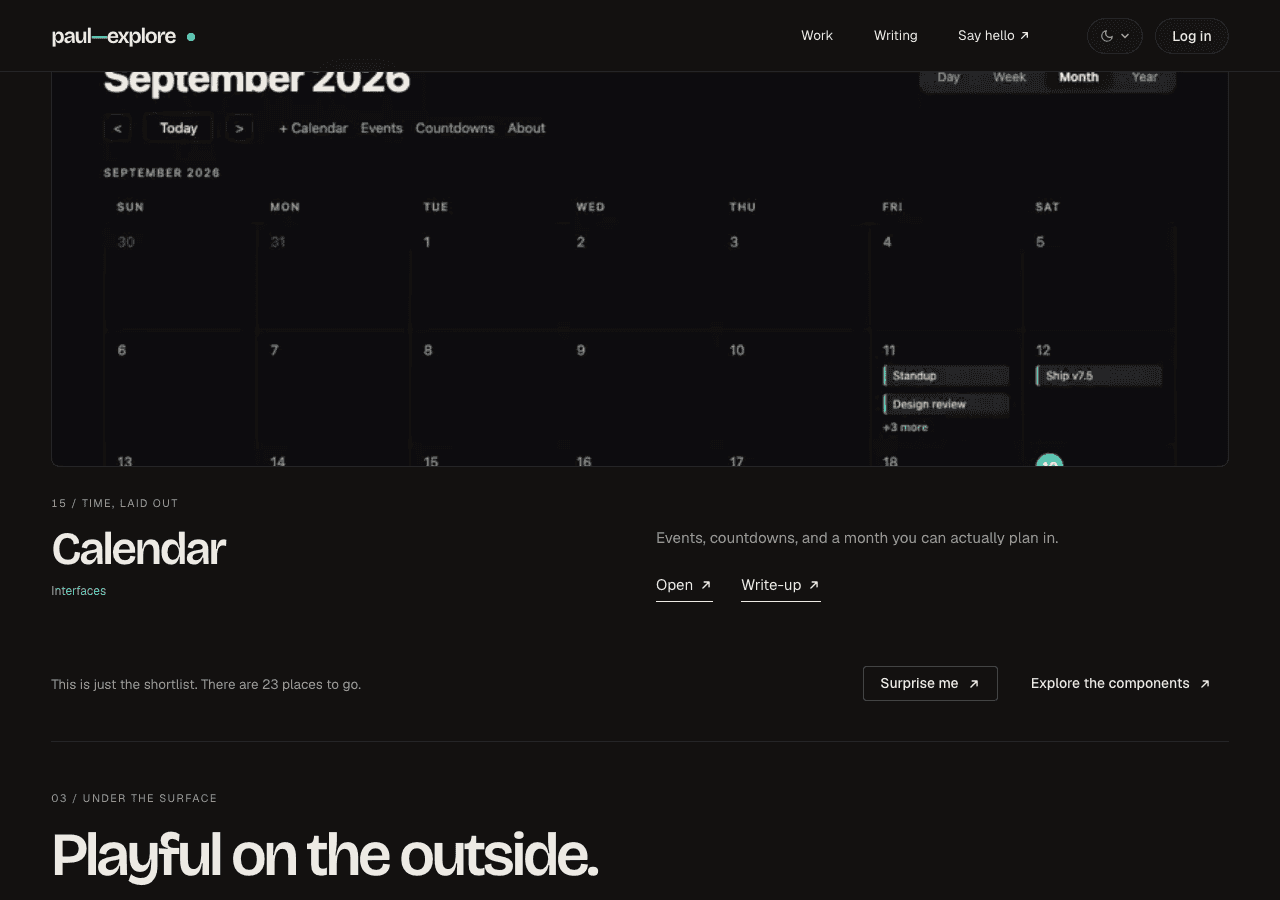 paul—explore
Work Writing Say hello ↗ Log in
September 2026
Day Week Month Year
< Today > + Calendar Events Countdowns About
SEPTEMBER 2026
SUN MON TUE WED THU FRI SAT
30 31 1 2 3 4 5
6 7 8 9 10 11 12
Standup Ship v7.5
Design review
+3 more
13 14 15 16 17 18
15 / TIME, LAID OUT
Calendar
Interfaces
Events, countdowns, and a month you can actually plan in.
Open ↗ Write-up ↗
This is just the shortlist. There are 23 places to go.
Surprise me ↗ Explore the components ↗
03 / UNDER THE SURFACE
Playful on the outside.